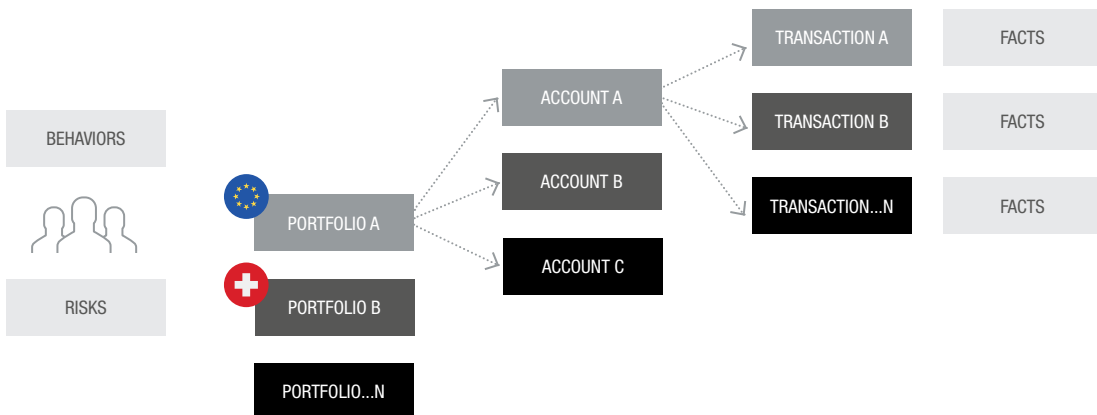 BEHAVIORS
RISKS
PORTFOLIO A
PORTFOLIO B
PORTFOLIO...N
ACCOUNT A
ACCOUNT B
ACCOUNT C
TRANSACTION A
FACTS
TRANSACTION B
FACTS
TRANSACTION...N
FACTS